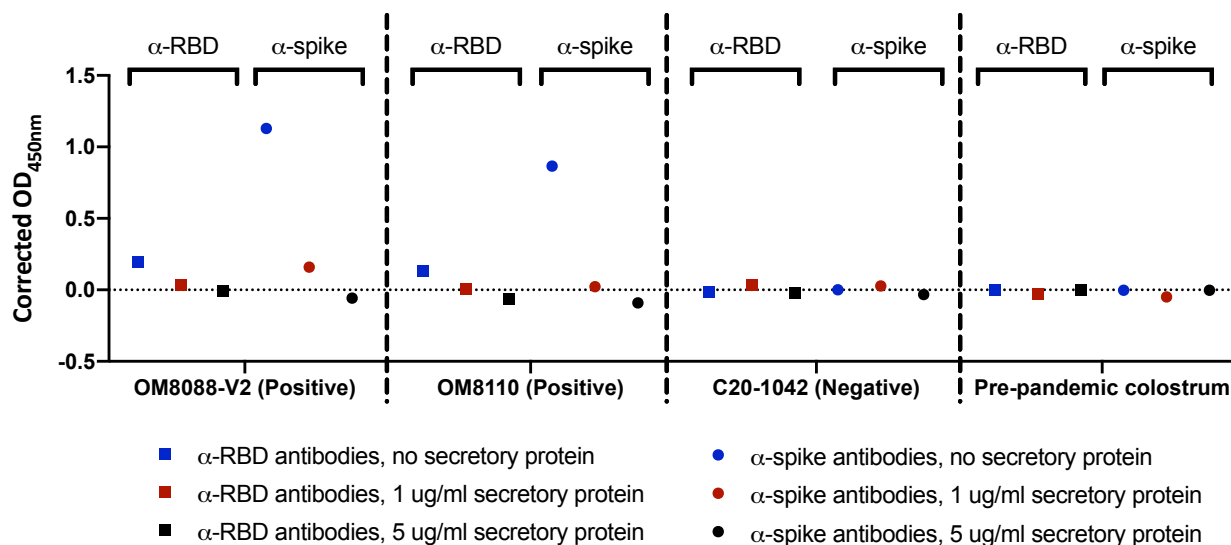 α-RBD α-spike α-RBD α-spike α-RBD α-spike α-RBD α-spike
1.5
1.0
0.5
0.0
-0.5
Corrected OD450nm
OM8088-V2 (Positive) OM8110 (Positive) C20-1042 (Negative) Pre-pandemic colostrum
α-RBD antibodies, no secretory protein α-spike antibodies, no secretory protein
α-RBD antibodies, 1 ug/ml secretory protein α-spike antibodies, 1 ug/ml secretory protein
α-RBD antibodies, 5 ug/ml secretory protein α-spike antibodies, 5 ug/ml secretory protein